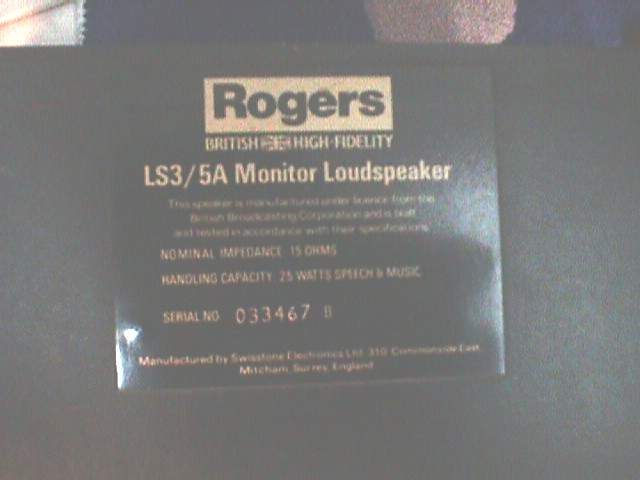 Rogers
BRITISH HIGH-FIDELITY
LS3/5A Monitor Loudspeaker
This speaker is manufactured under licence from the
British Broadcasting Corporation and is built
and tested in accordance with their specifications
NOMINAL IMPEDANCE 15 OHMS
HANDLING CAPACITY 25 WATTS SPEECH & MUSIC
SERIAL NO. 033467 B
Manufactured by Swisstone Electronics Ltd. 310 Commonside East
Mitcham, Surrey, England